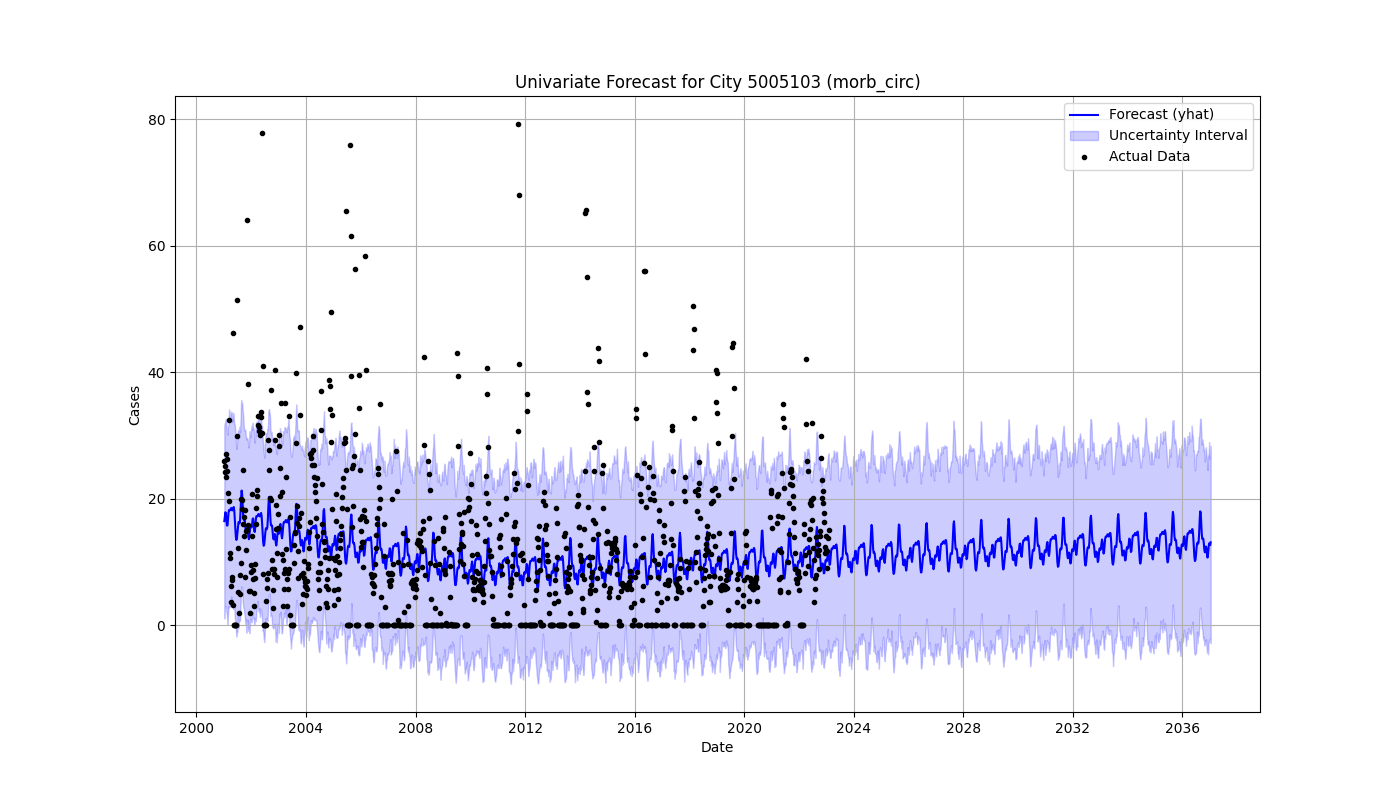 Univariate Forecast for City 5005103 (morb_circ)
Forecast (yhat)
Uncertainty Interval
Actual Data
Cases
80
60
40
20
0
2000 2004 2008 2012 2016 2020 2024 2028 2032 2036
Date